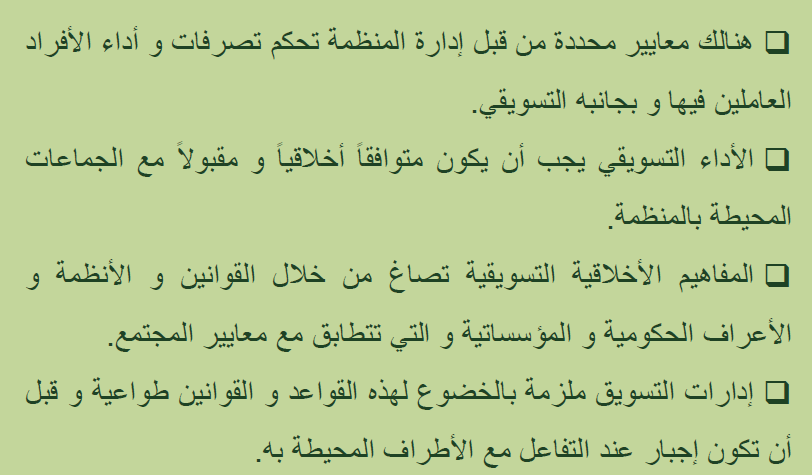 ❑ هنالك معايير محددة من قبل إدارة المنظمة تحكم تصرفات و أداء الأفراد
العاملين فيها و بجانبه التسويقي.
❑ الأداء التسويقي يجب أن يكون متوافقاً أخلاقياً و مقبولاً مع الجماعات
المحيطة بالمنظمة.
❑ المفاهيم الأخلاقية التسويقية تصاغ من خلال القوانين و الأنظمة و
الأعراف الحكومية و المؤسساتية و التي تتطابق مع معايير المجتمع.
❑ إدارات التسويق ملزمة بالخضوع لهذه القواعد و القوانين طواعية و قبل
أن تكون إجبار عند التفاعل مع الأطراف المحيطة به.